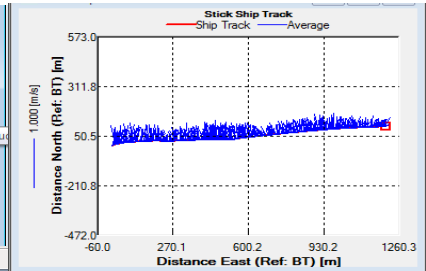 Stick Ship Track
Ship Track Average
573.0
311.8
50.5
-210.8
-472.0
Distance North (Ref: BT) [m]
1.000 [m/s]
-60.0 270.1 600.2 930.2 1260.3
Distance East (Ref: BT) [m]